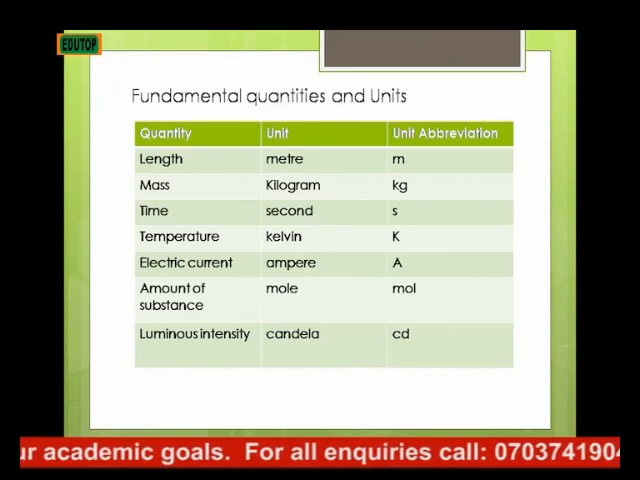 EDUTOP
Fundamental quantities and Units
Quantity Unit Unit Abbreviation
Length metre m
Mass Kilogram kg
Time second s
Temperature kelvin K
Electric current ampere A
Amount of substance mole mol
Luminous intensity candela cd
ur academic goals. For all enquiries call: 0703741904